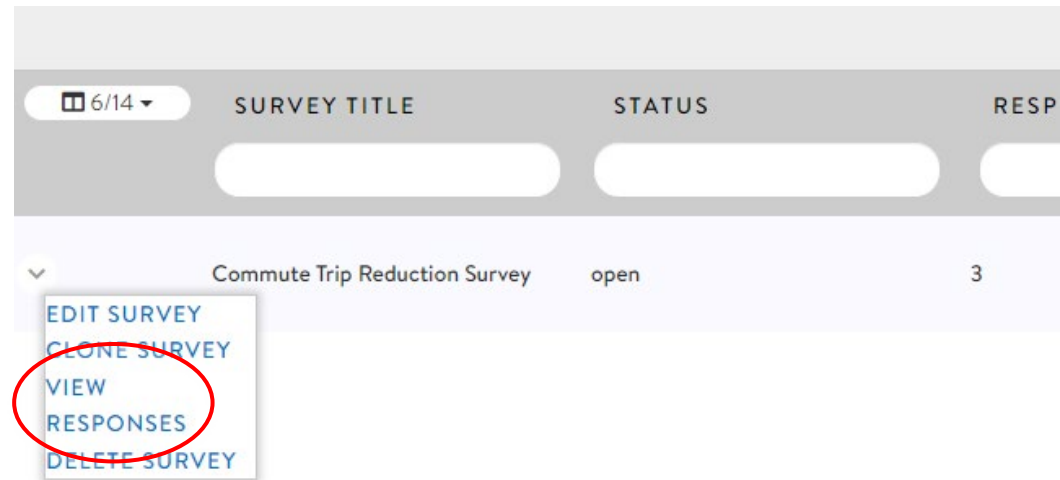 6/14 SURVEY TITLE STATUS RESP
Commute Trip Reduction Survey open 3
EDIT SURVEY
CLONE SURVEY
VIEW
RESPONSES
DELETE SURVEY